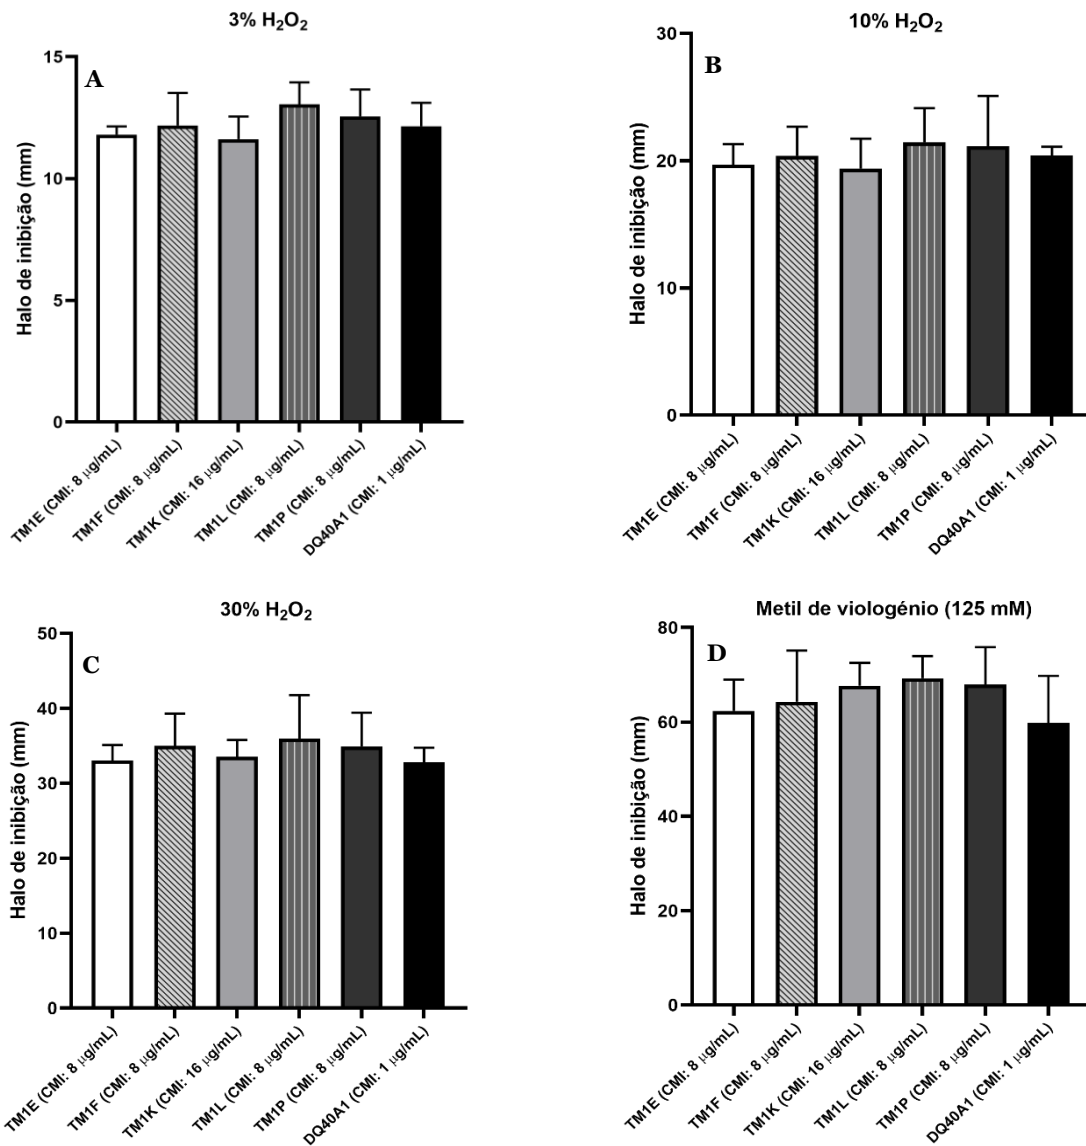 3% H₂O₂
A
Halo de inibição (mm)
15
10
5
0
TM1E (CMI: 8 μg/mL)
TM1F (CMI: 8 μg/mL)
TM1K (CMI: 16 μg/mL)
TM1L (CMI: 8 μg/mL)
TM1P (CMI: 8 μg/mL)
DQ40A1 (CMI: 1 μg/mL)
10% H₂O₂
B
Halo de inibição (mm)
30
20
10
0
TM1E (CMI: 8 μg/mL)
TM1F (CMI: 8 μg/mL)
TM1K (CMI: 16 μg/mL)
TM1L (CMI: 8 μg/mL)
TM1P (CMI: 8 μg/mL)
DQ40A1 (CMI: 1 μg/mL)
30% H₂O₂
C
Halo de inibição (mm)
50
40
30
20
10
0
TM1E (CMI: 8 μg/mL)
TM1F (CMI: 8 μg/mL)
TM1K (CMI: 16 μg/mL)
TM1L (CMI: 8 μg/mL)
TM1P (CMI: 8 μg/mL)
DQ40A1 (CMI: 1 μg/mL)
Metil de viologénio (125 mM)
D
Halo de inibição (mm)
80
60
40
20
0
TM1E (CMI: 8 μg/mL)
TM1F (CMI: 8 μg/mL)
TM1K (CMI: 16 μg/mL)
TM1L (CMI: 8 μg/mL)
TM1P (CMI: 8 μg/mL)
DQ40A1 (CMI: 1 μg/mL)